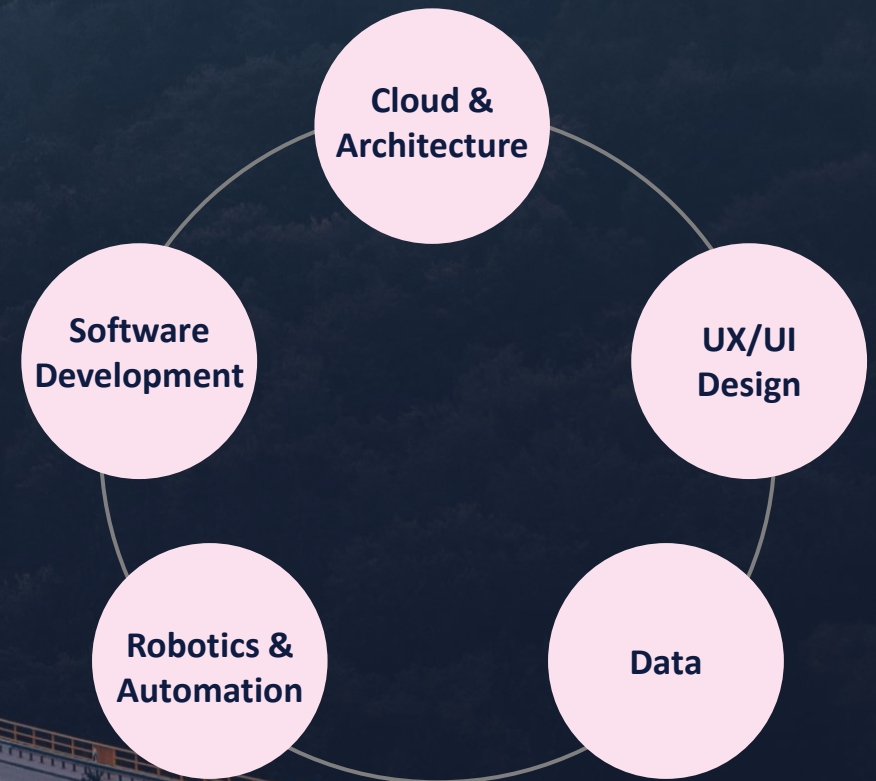 Cloud &
Architecture
Software
Development
UX/UI
Design
Robotics &
Automation
Data